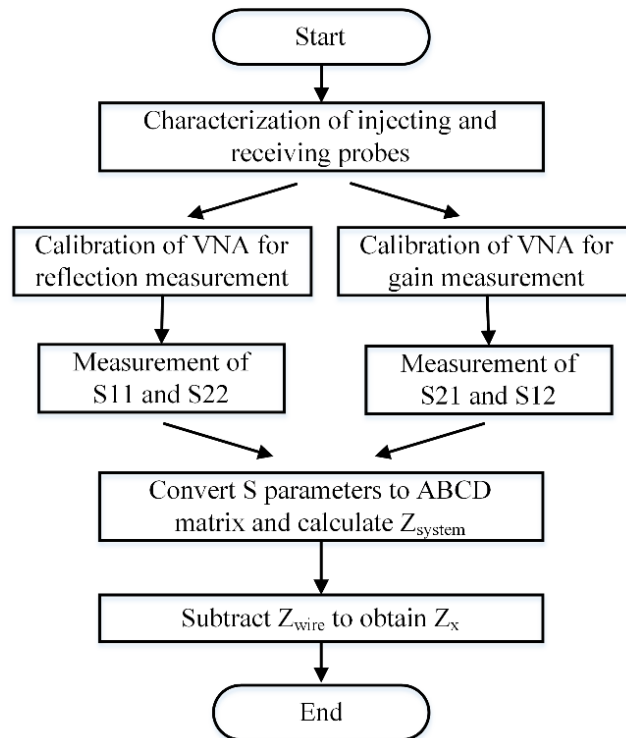 Start
Characterization of injecting and
receiving probes
Calibration of VNA for
reflection measurement
Calibration of VNA for
gain measurement
Measurement of
S11 and S22
Measurement of
S21 and S12
Convert S parameters to ABCD
matrix and calculate Zsystem
Subtract Zwire to obtain Zx
End